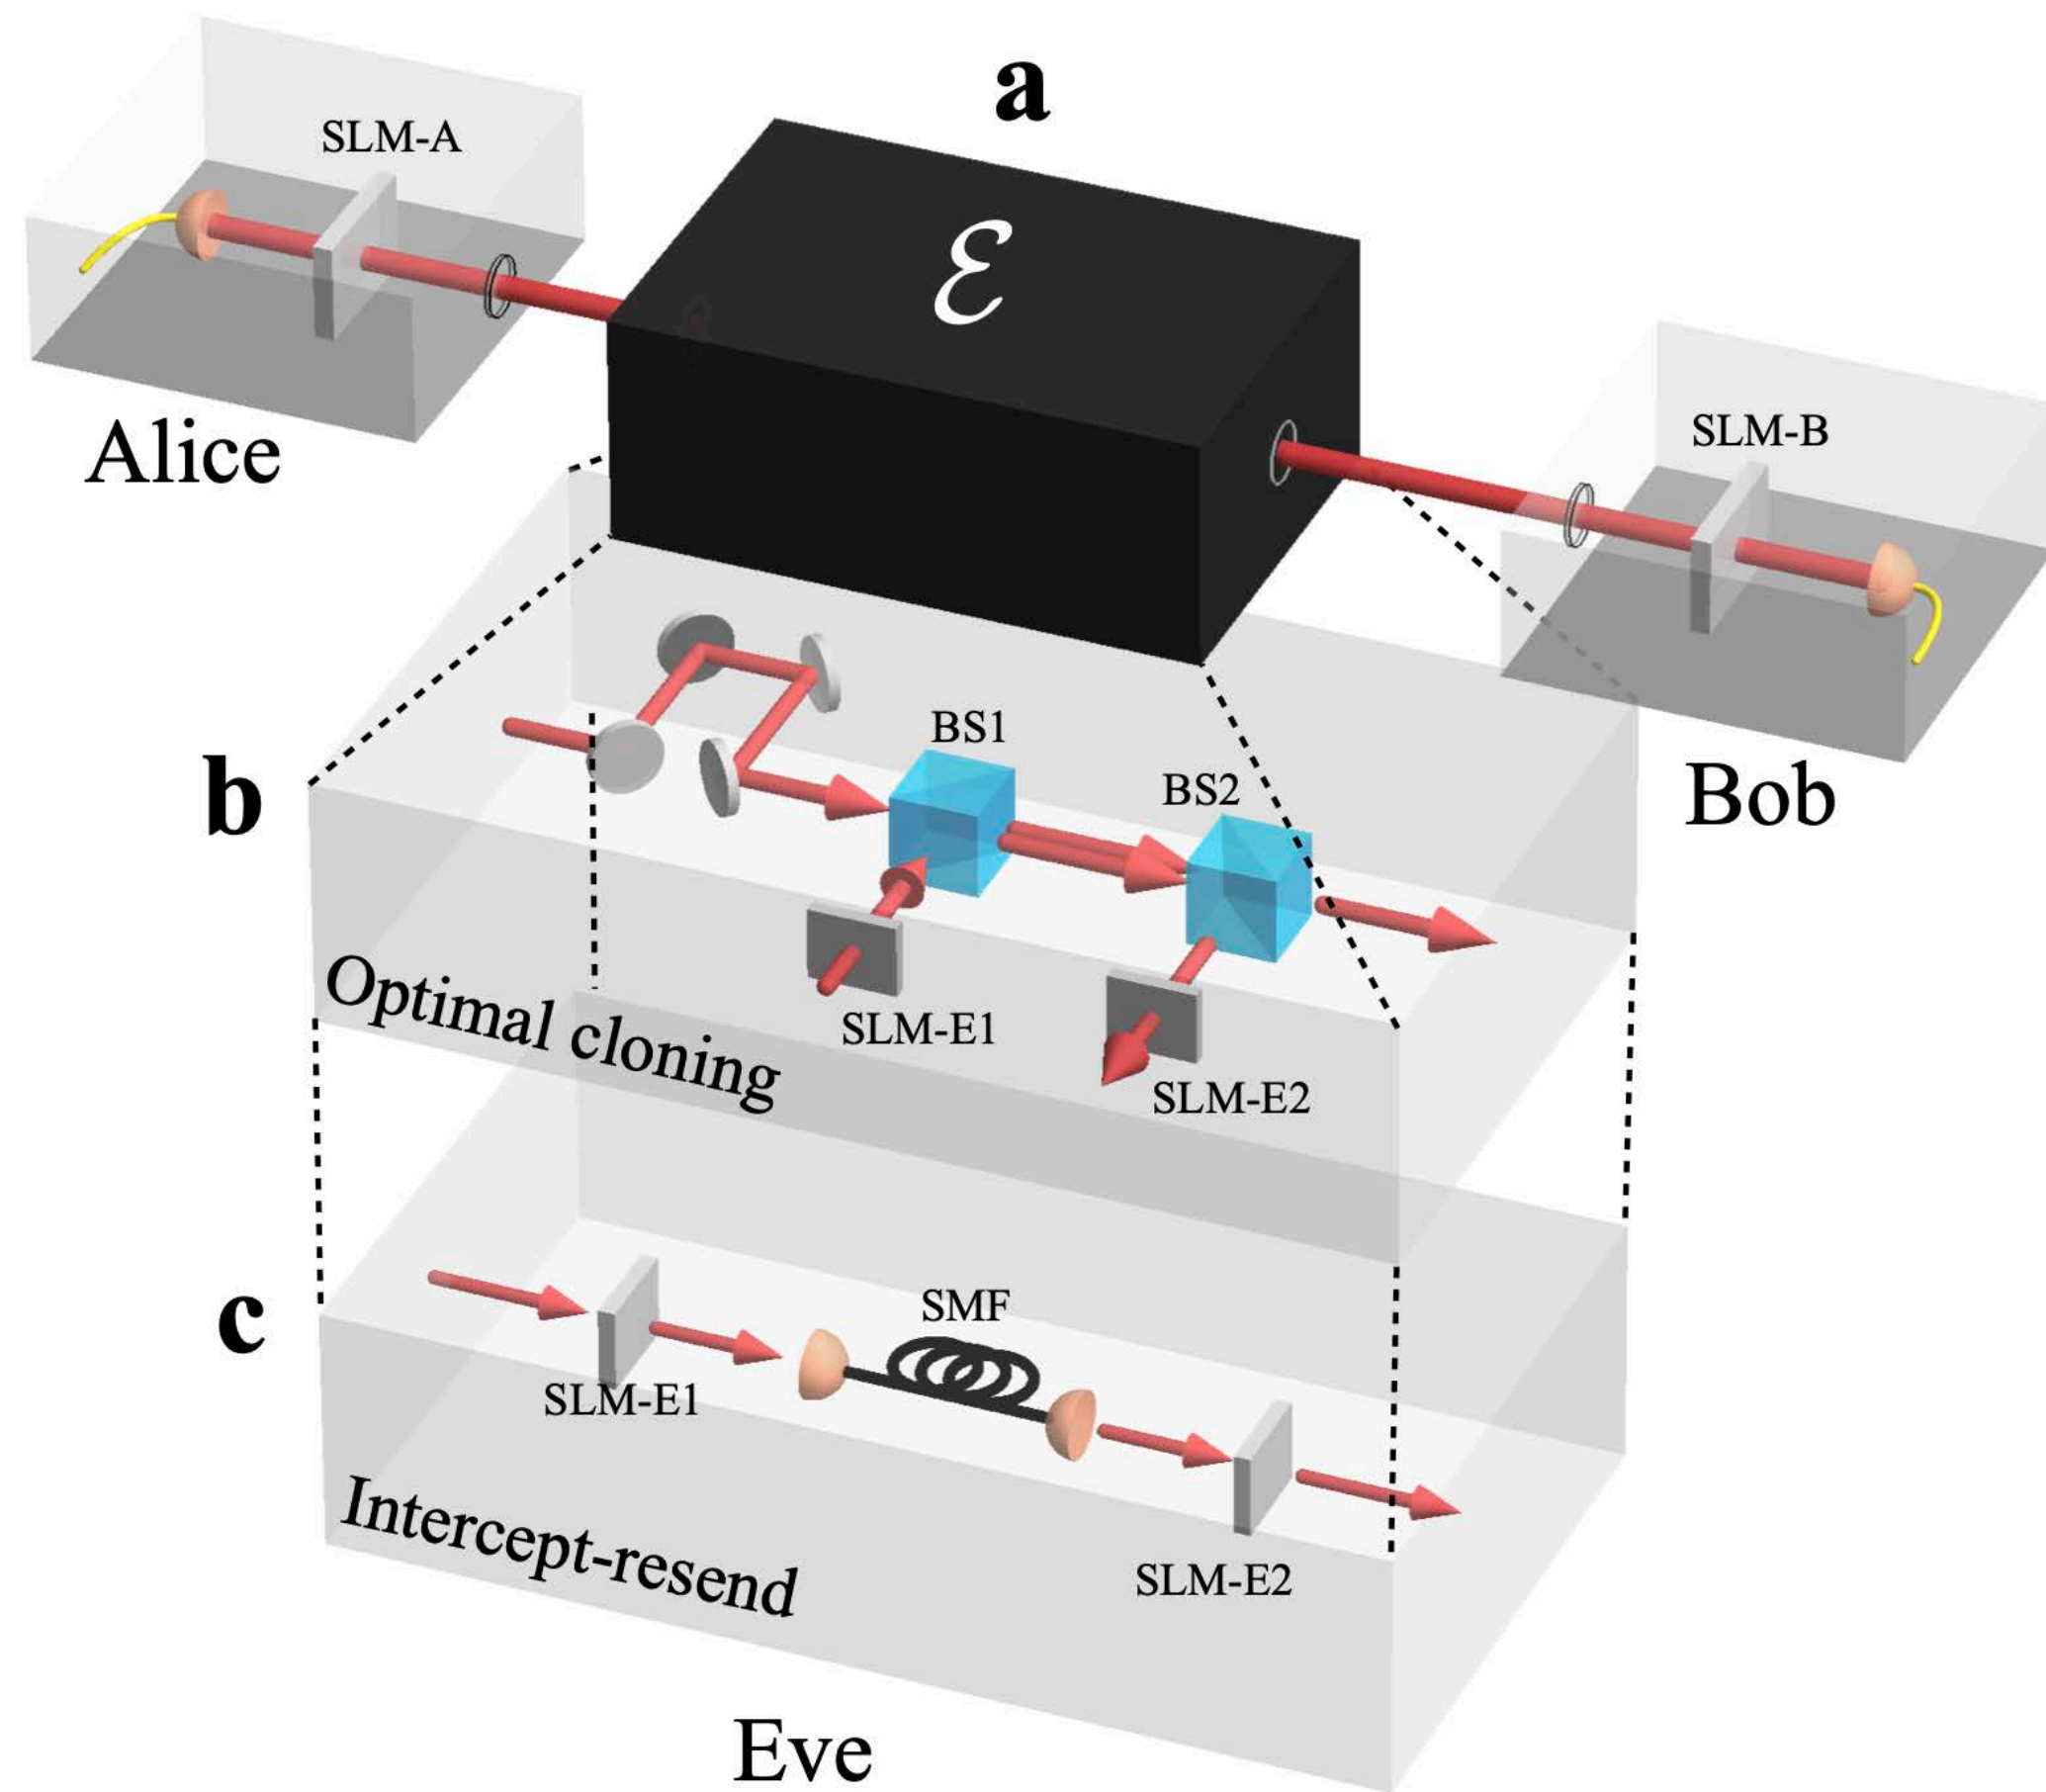 a
SLM-A
ℰ
Alice
SLM-B
Bob
b
BS1
BS2
SLM-E1
SLM-E2
Optimal cloning
c
SMF
SLM-E1
SLM-E2
Intercept-resend
Eve